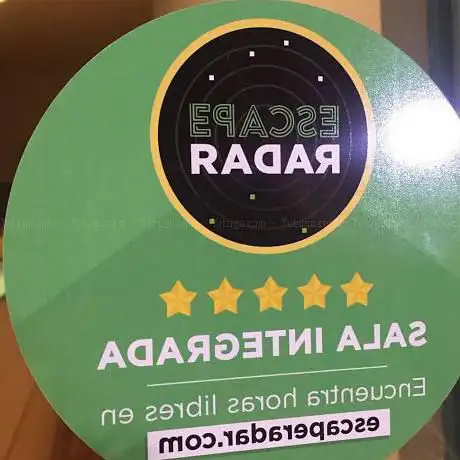 ESCAPE
RADAR
SALA INTEGRADA
Encuentra horas libres en
escaperadar.com